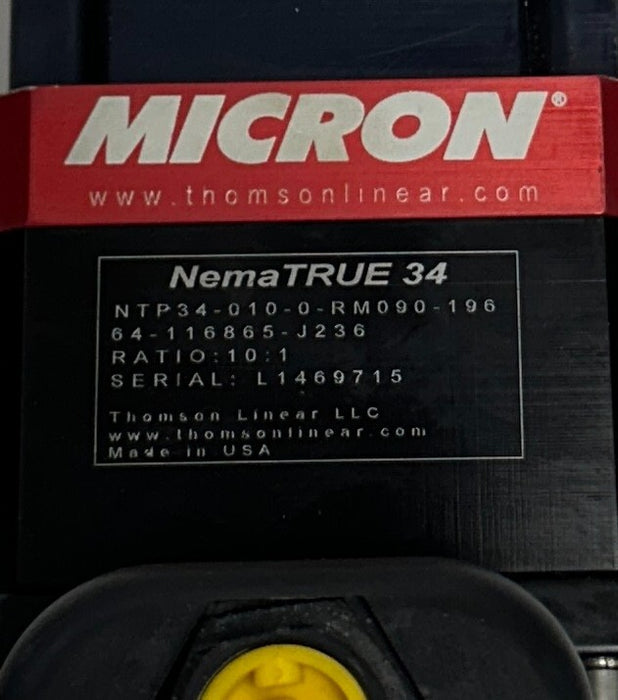 MICRON®
www.thomsonlinear.com
NemaTRUE 34
NTP34-010-0-RM090-196
64-116865-J236
RATIO:10:1
SERIAL: L1469715
Thomson Linear LLC
www.thomsonlinear.com
Made in USA